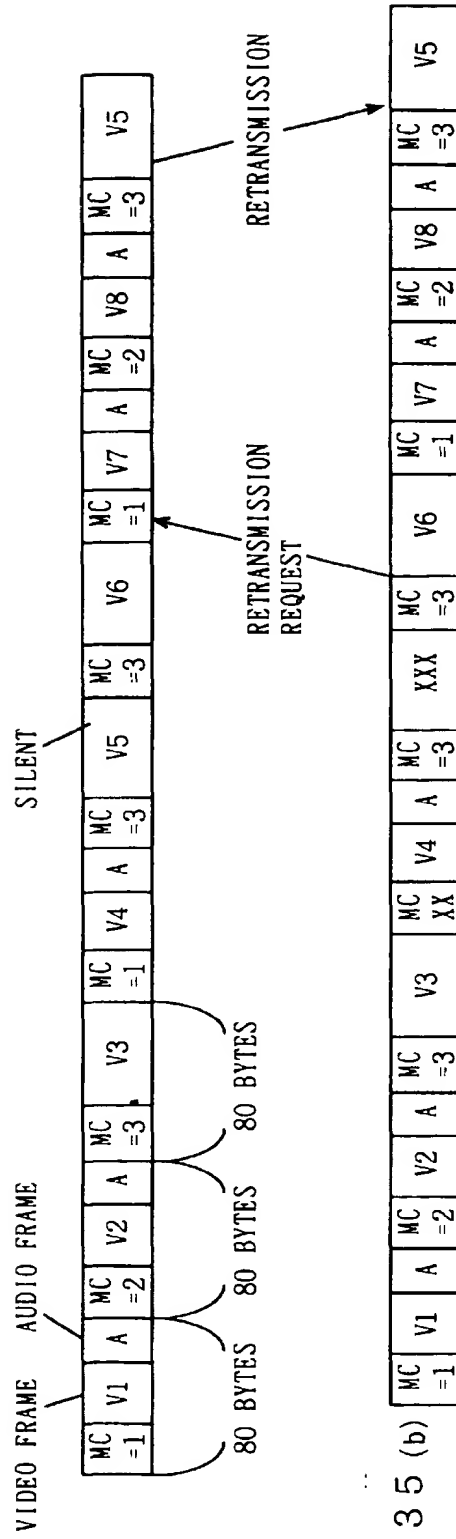 VIDEO FRAME AUDIO FRAME SILENT
MC =1 V1 A MC =2 V2 A MC =3 V3 MC =1 V4 A MC =3 V5 MC =3 V6 MC =1 V7 A MC =2 V8 A MC =3 V5
80 BYTES 80 BYTES 80 BYTES
RETRANSMISSION REQUEST
RETRANSMISSION
35 (b)
MC =1 V1 A MC =2 V2 A MC =3 V3 MC XX V4 A MC =3 XXX MC =3 V6 MC =1 V7 A MC =2 V8 A MC =3 V5